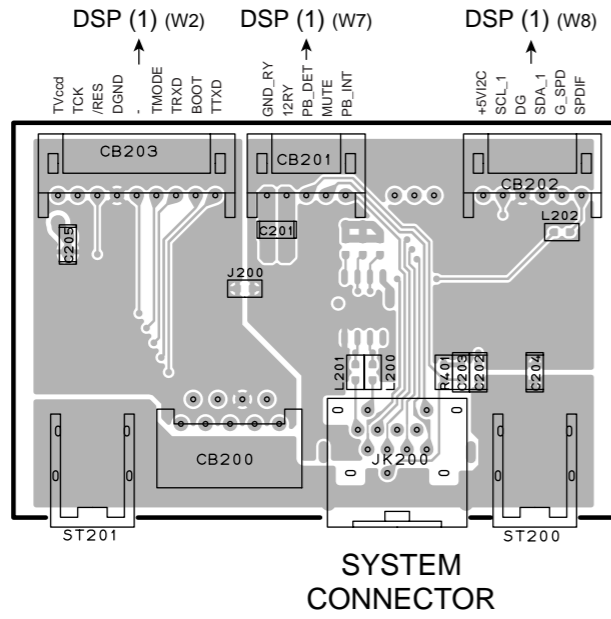 DSP (1) (W2)
DSP (1) (W7)
DSP (1) (W8)
TVccd
TCK
/RES
DGND
-
TMODE
TRXD
BOOT
TTXD
GND_RY
12RY
PB_DET
MUTE
PB_INT
+5VI2C
SCL_1
DG
SDA_1
G_SPD
SPDIF
CB203
CB201
CB202
C205
C201
L202
J200
L201
L200
R401
C203
C202
C204
CB200
JK200
ST201
ST200
SYSTEM
CONNECTOR